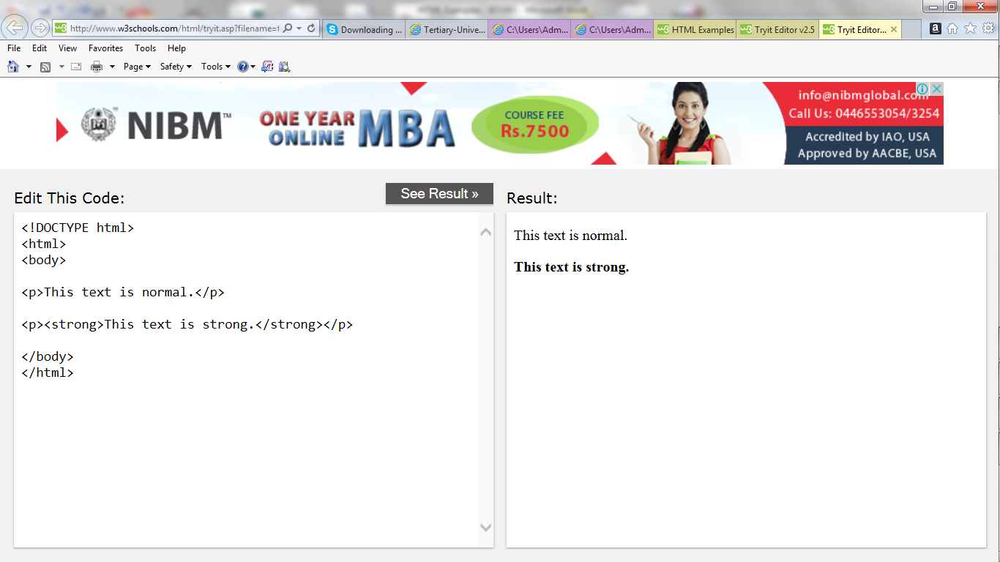 http://www.w3schools.com/html/tryit.asp?filename=t
Downloading ...
Tertiary-Unive...
C:\Users\Adm...
C:\Users\Adm...
HTML Examples
Tryit Editor v2.5
Tryit Editor...
File Edit View Favorites Tools Help
Page Safety Tools
NIBM™
ONE YEAR
ONLINE
MBA
COURSE FEE
Rs.7500
info@nibmglobal.com
Call Us: 0446553054/3254
Accredited by IAO, USA
Approved by AACBE, USA
Edit This Code:
See Result »
<!DOCTYPE html>
<html>
<body>
<p>This text is normal.</p>
<p><strong>This text is strong.</strong></p>
</body>
</html>
Result:
This text is normal.
This text is strong.